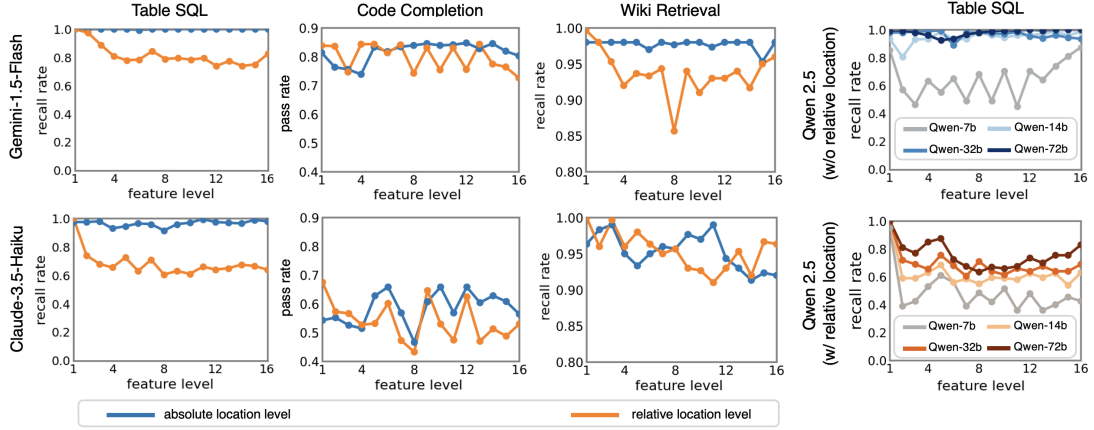 Table SQL
Code Completion
Wiki Retrieval
Table SQL
Gemini-1.5-Flash
recall rate
1.0
0.8
0.6
0.4
0.2
0.0
1 4 8 12 16
feature level
pass rate
0.9
0.8
0.7
0.6
0.5
0.4
1 4 8 12 16
feature level
recall rate
1.00
0.95
0.90
0.85
0.80
1 4 8 12 16
feature level
Qwen 2.5
(w/o relative location)
recall rate
1.0
0.8
0.6
0.4
0.2
0.0
Qwen-7b Qwen-14b
Qwen-32b Qwen-72b
1 4 8 12 16
feature level
Claude-3.5-Haiku
recall rate
1.0
0.8
0.6
0.4
0.2
0.0
1 4 8 12 16
feature level
pass rate
0.9
0.8
0.7
0.6
0.5
0.4
1 4 8 12 16
feature level
recall rate
1.00
0.95
0.90
0.85
0.80
1 4 8 12 16
feature level
Qwen 2.5
(w/ relative location)
recall rate
1.0
0.8
0.6
0.4
0.2
0.0
Qwen-7b Qwen-14b
Qwen-32b Qwen-72b
1 4 8 12 16
feature level
absolute location level
relative location level